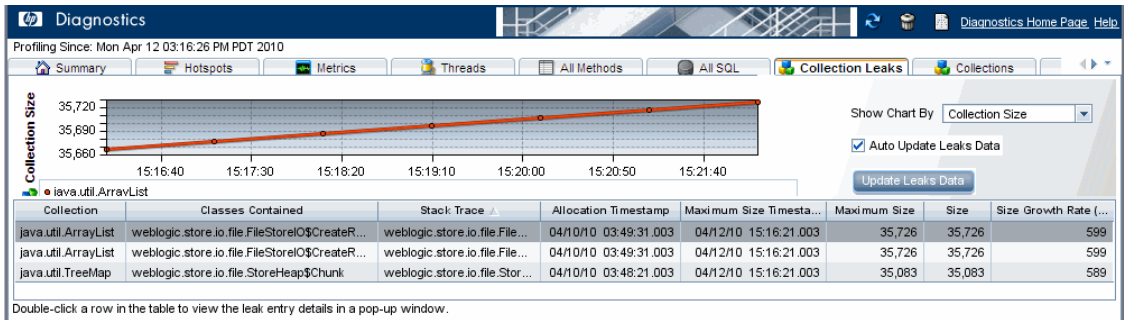 hp Diagnostics
Diagnostics Home Page Help
Profiling Since: Mon Apr 12 03:16:26 PM PDT 2010
Summary Hotspots Metrics Threads All Methods All SQL Collection Leaks Collections
Collection Size
35,720
35,690
35,660
15:16:40 15:17:30 15:18:20 15:19:10 15:20:00 15:20:50 15:21:40
java.util.ArrayList
Show Chart By Collection Size
Auto Update Leaks Data
Update Leaks Data
Collection Classes Contained Stack Trace Allocation Timestamp Maximum Size Timesta... Maximum Size Size Size Growth Rate (...
java.util.ArrayList weblogic.store.io.file.FileStoreIO$CreateR... weblogic.store.io.file.File... 04/10/10 03:49:31.003 04/12/10 15:16:21.003 35,726 35,726 599
java.util.ArrayList weblogic.store.io.file.FileStoreIO$CreateR... weblogic.store.io.file.File... 04/10/10 03:49:31.003 04/12/10 15:16:21.003 35,726 35,726 599
java.util.TreeMap weblogic.store.io.file.StoreHeap$Chunk weblogic.store.io.file.Stor... 04/10/10 03:48:21.003 04/12/10 15:16:21.003 35,083 35,083 589
Double-click a row in the table to view the leak entry details in a pop-up window.